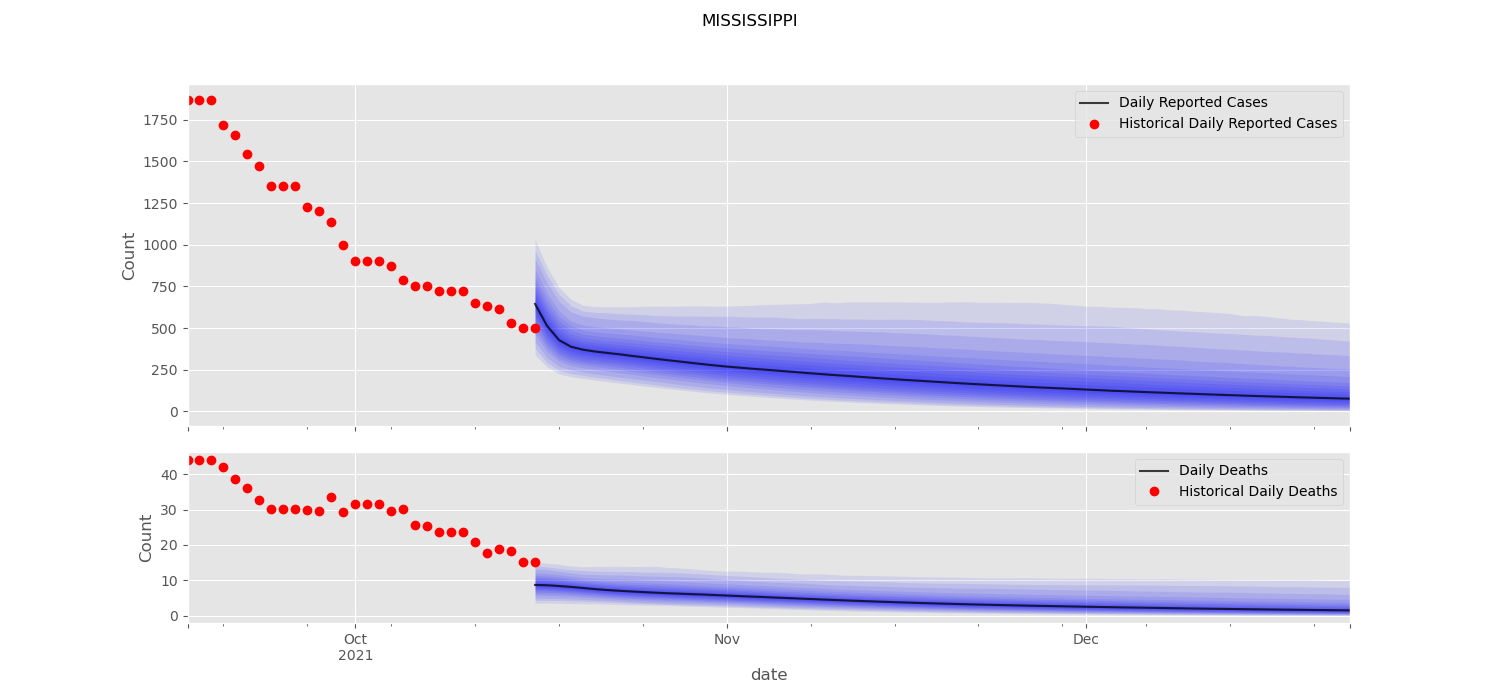 MISSISSIPPI
Count
1750
1500
1250
1000
750
500
250
0
Daily Reported Cases
Historical Daily Reported Cases
Count
40
30
20
10
0
Daily Deaths
Historical Daily Deaths
Oct
2021
Nov
Dec
date